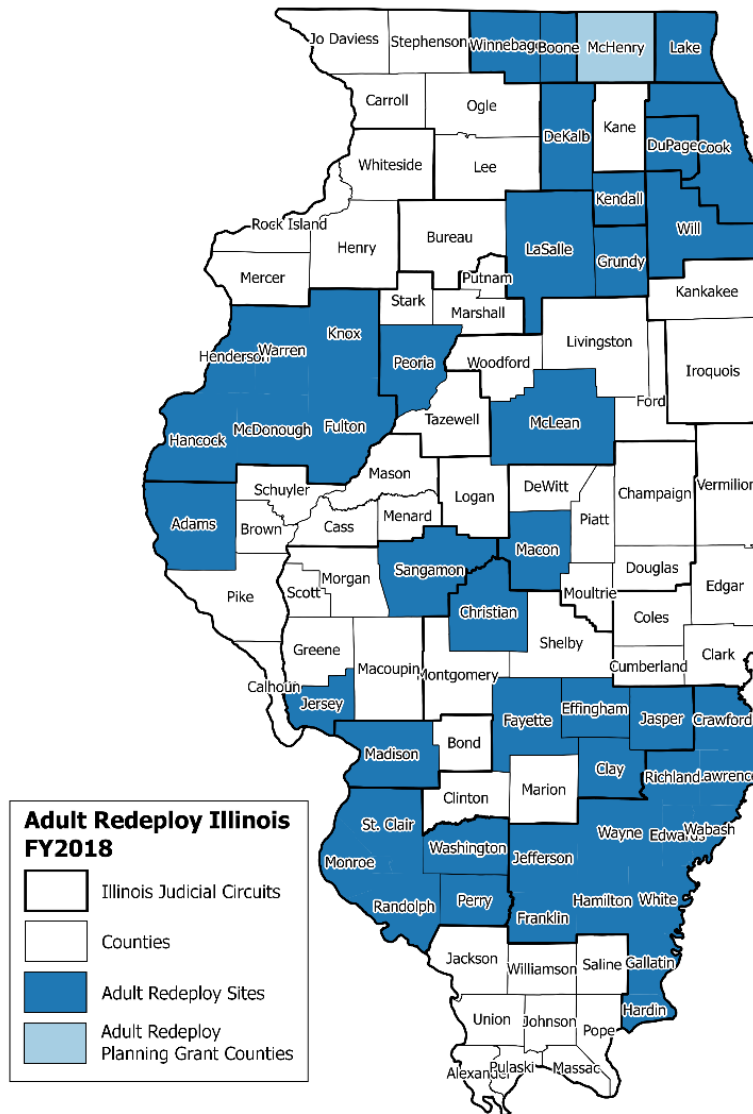 Jo Daviess
Stephenson
Winnebago
Boone
McHenry
Lake
Carroll
Ogle
DeKalb
Kane
DuPage
Cook
Whiteside
Lee
Kendall
Rock Island
Henry
Bureau
LaSalle
Grundy
Will
Mercer
Putnam
Kankakee
Stark
Marshall
Knox
Henderson
Warren
Peoria
Woodford
Livingston
Iroquois
Ford
Tazewell
McLean
Hancock
McDonough
Fulton
Mason
Schuyler
Logan
DeWitt
Champaign
Vermilion
Adams
Brown
Cass
Menard
Piatt
Macon
Sangamon
Douglas
Edgar
Pike
Scott
Morgan
Christian
Moultrie
Coles
Greene
Shelby
Clark
Macoupin
Montgomery
Cumberland
Calhoun
Jersey
Fayette
Effingham
Jasper
Crawford
Madison
Bond
Clay
Richland
Lawrence
Clinton
Marion
St. Clair
Wayne
Edwards
Wabash
Washington
Jefferson
Monroe
Randolph
Perry
Hamilton
White
Franklin
Jackson
Williamson
Saline
Gallatin
Hardin
Union
Johnson
Pope
Alexander
Pulaski
Massac
Adult Redeploy Illinois
FY2018
Illinois Judicial Circuits
Counties
Adult Redeploy Sites
Adult Redeploy
Planning Grant Counties